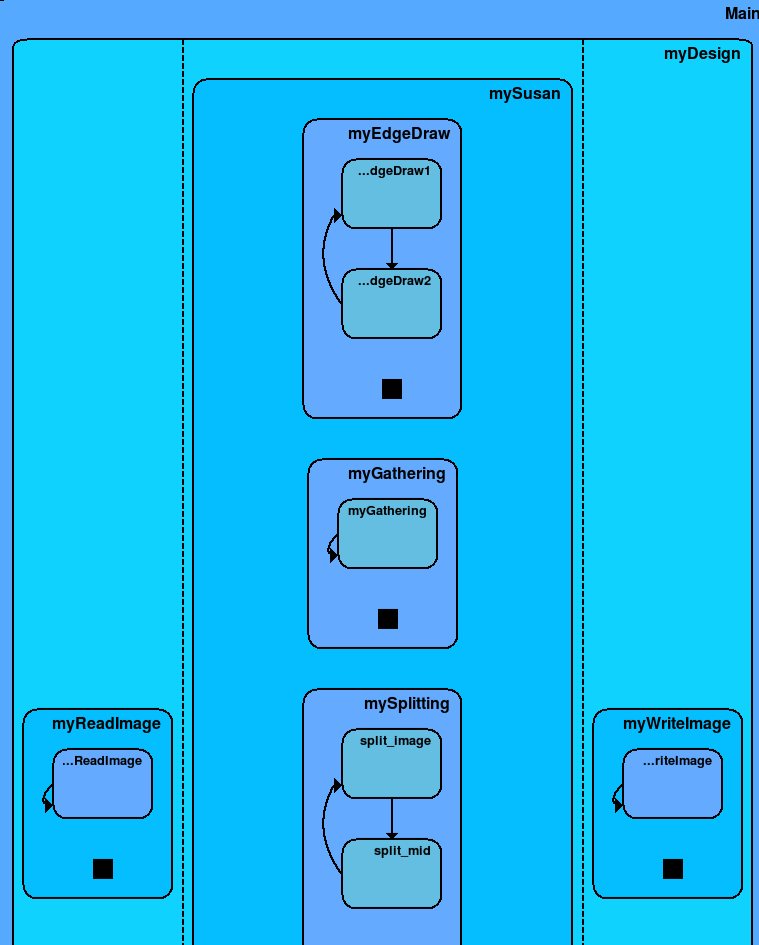 Main
myDesign
mySusan
myEdgeDraw
...dgeDraw1
...dgeDraw2
myGathering
myGathering
mySplitting
split_image
split_mid
myReadImage
...ReadImage
myWriteImage
...riteImage